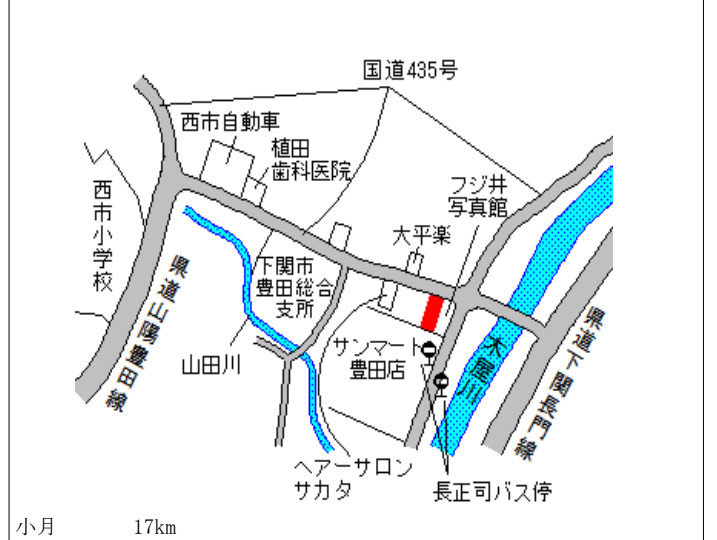 国道435号
西市自動車
植田
歯科医院
フジ井
写真館
西市小学校
大平楽
下関市
豊田総合
支所
県道山陽豊田線
サンマート
豊田店
木屋川
県道下関長門線
山田川
ヘアーサロン
サカタ
長正司バス停
小月 17km